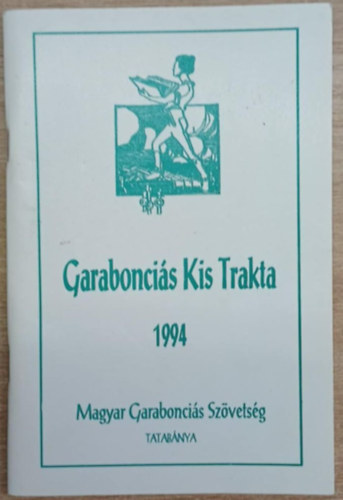 Garabonciás Kis Trakta
1994
Magyar Garabonciás Szövetség
TATABÁNYA